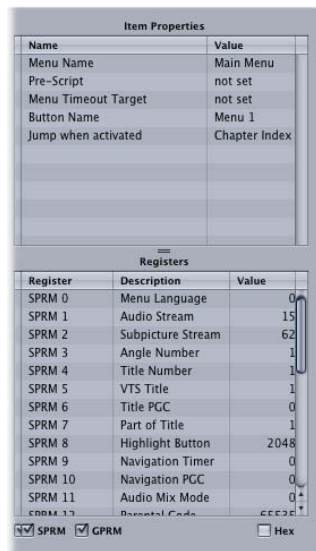 Item Properties
Name Value
Menu Name Main Menu
Pre-Script not set
Menu Timeout Target not set
Button Name Menu 1
Jump when activated Chapter Index
Registers
Register Description Value
SPRM 0 Menu Language 0
SPRM 1 Audio Stream 15
SPRM 2 Subpicture Stream 62
SPRM 3 Angle Number 1
SPRM 4 Title Number 1
SPRM 5 VTS Title 1
SPRM 6 Title PGC 0
SPRM 7 Part of Title 1
SPRM 8 Highlight Button 2048
SPRM 9 Navigation Timer 0
SPRM 10 Navigation PGC 0
SPRM 11 Audio Mix Mode 0
SPRM 12 Parental Code 65535
SPRM GPRM Hex